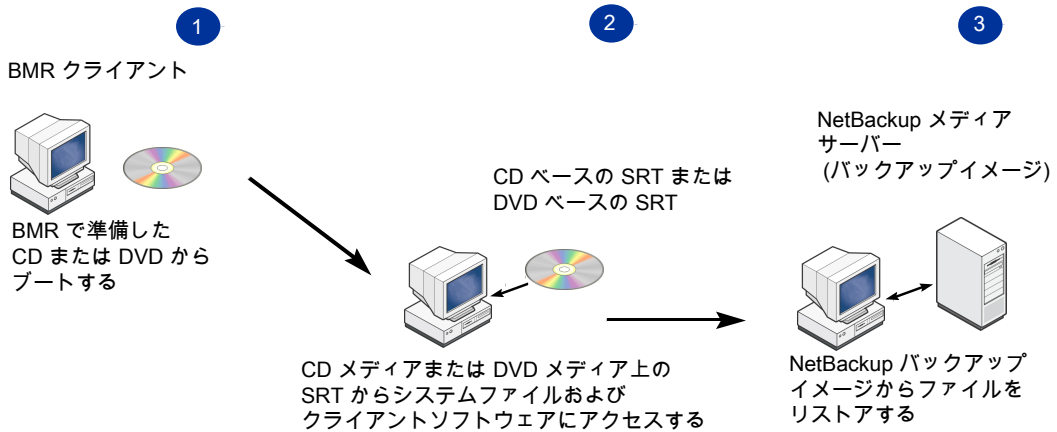 1
BMR クライアント
BMR で準備した
CD または DVD から
ブートする
2
CD ベースの SRT または
DVD ベースの SRT
CD メディアまたは DVD メディア上の
SRT からシステムファイルおよび
クライアントソフトウェアにアクセスする
3
NetBackup メディア
サーバー
(バックアップイメージ)
NetBackup バックアップ
イメージからファイルを
リストアする